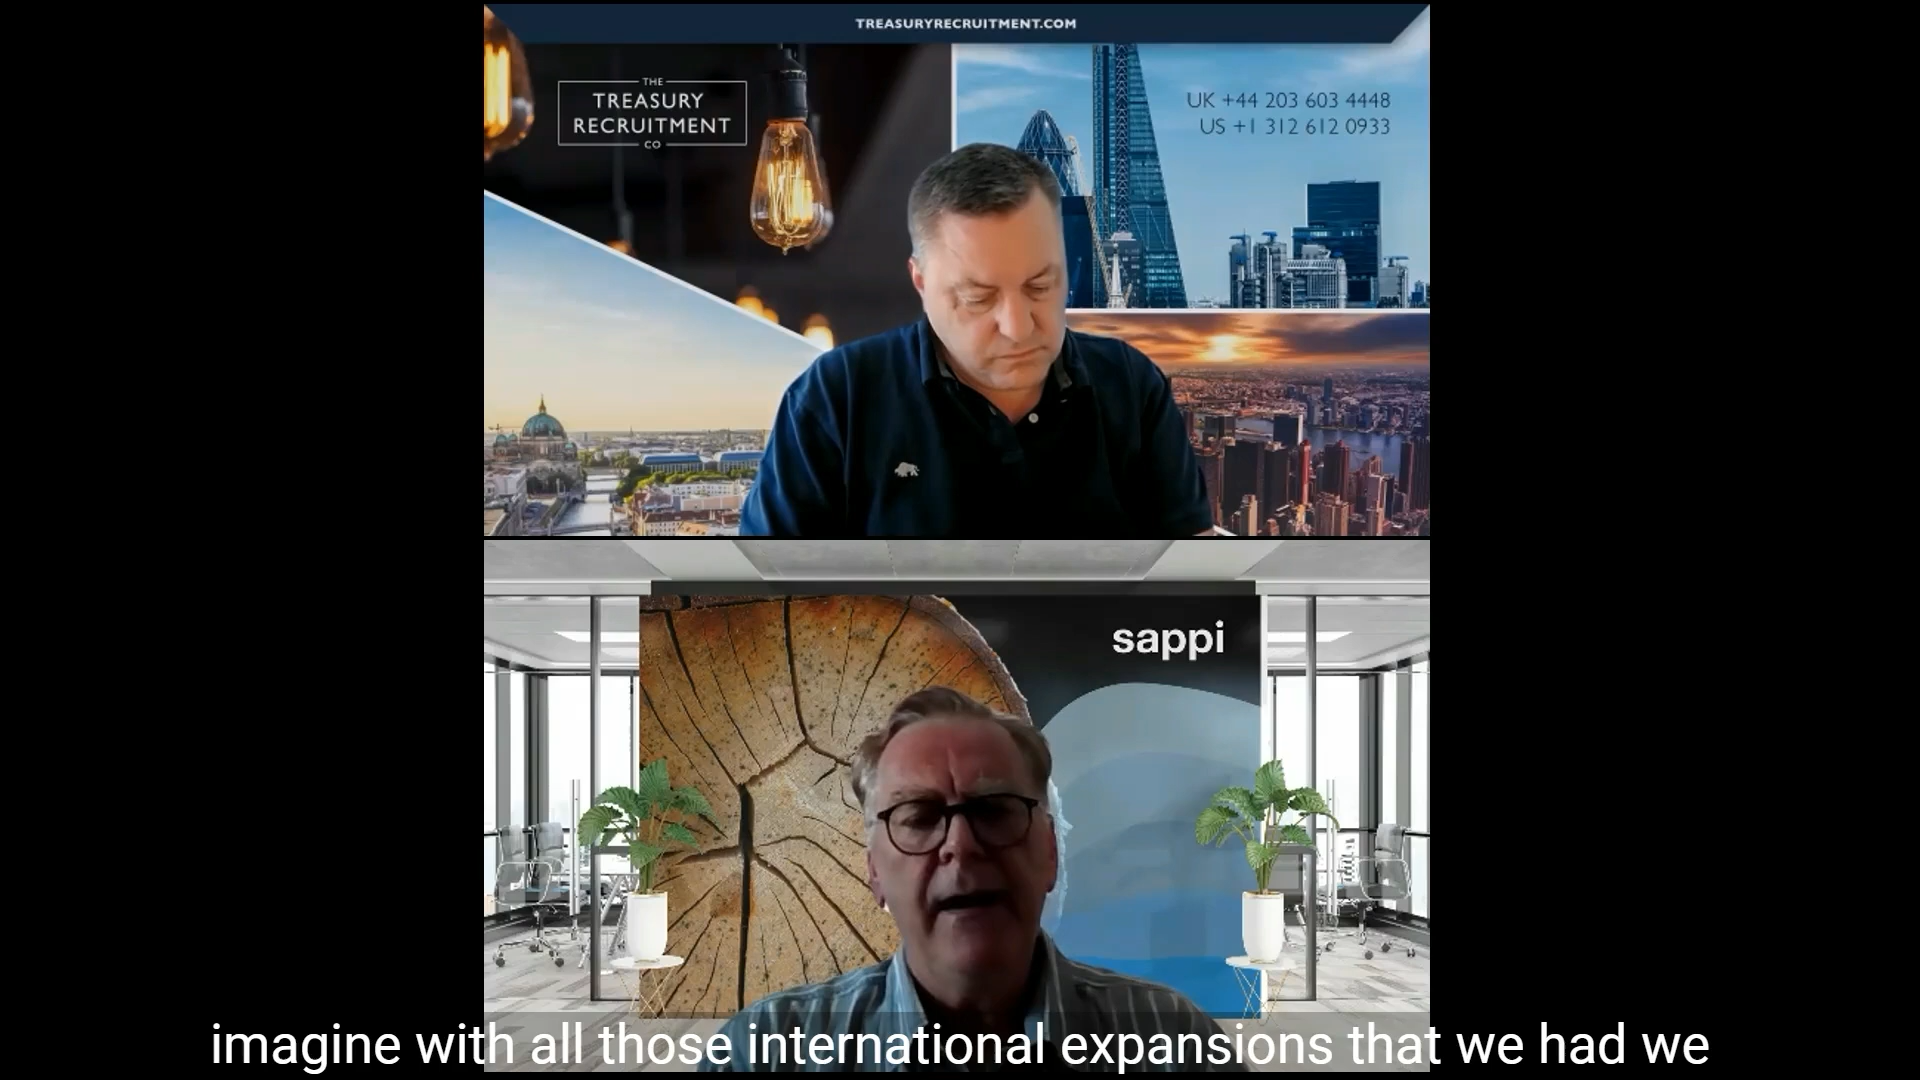 TREASURYRECRUITMENT.COM
THE
TREASURY
RECRUITMENT
CO
UK +44 203 603 4448
US +1 312 612 0933
sappi
imagine with all those international expansions that we had we